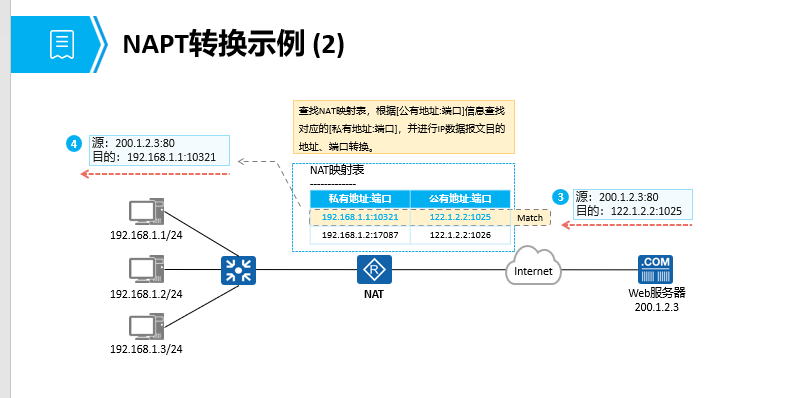 NAPT转换示例 (2)
查找NAT映射表，根据[公有地址:端口]信息查找
对应的[私有地址:端口]，并进行IP数据报文目的
地址、端口转换。
4
源：200.1.2.3:80
目的：192.168.1.1:10321
NAT映射表
-------------
私有地址:端口 公有地址:端口
192.168.1.1:10321 122.1.2.2:1025 Match
192.168.1.2:17087 122.1.2.2:1026
3
源：200.1.2.3:80
目的：122.1.2.2:1025
192.168.1.1/24
192.168.1.2/24
192.168.1.3/24
R
NAT
Internet
.COM
Web服务器
200.1.2.3